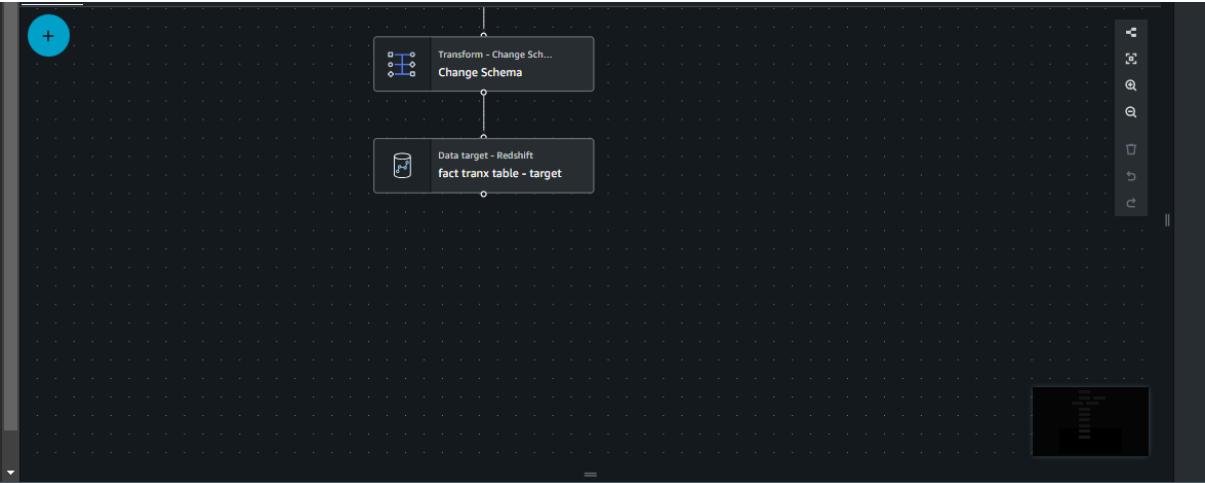 Transform - Change Sch...
Change Schema
Data target - Redshift
fact tranx table - target